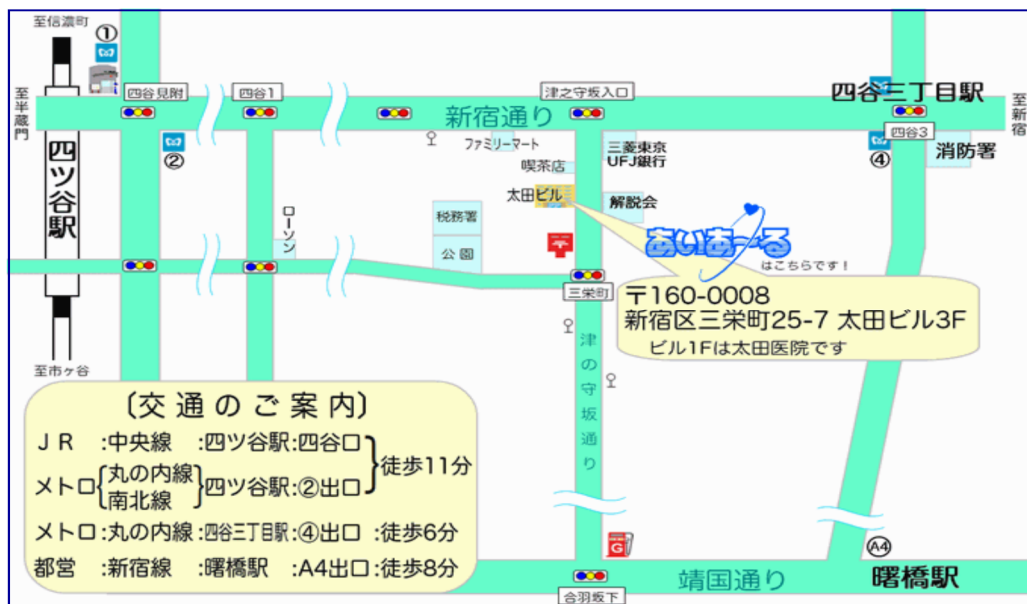 至信濃町
①
至半蔵門
四谷見附
四谷1
津之守坂入口
四谷三丁目駅
至新宿
新宿通り
四谷3
②
ファミリーマート
三菱東京
UFJ銀行
④
消防署
四ツ谷駅
喫茶店
太田ビル
解説会
ローソン
税務署
公園
あいあ〜る
はこちらです！
三栄町
〒160-0008
新宿区三栄町25-7 太田ビル3F
ビル1Fは太田医院です
至市ヶ谷
津の守坂通り
〔交通のご案内〕
JR :中央線 :四ツ谷駅:四谷口
徒歩11分
メトロ{丸の内線 南北線}四ツ谷駅:②出口
メトロ:丸の内線:四谷三丁目駅:④出口 :徒歩6分
都営 :新宿線 :曙橋駅 :A4出口:徒歩8分
G
A4
靖国通り
曙橋駅
合羽坂下